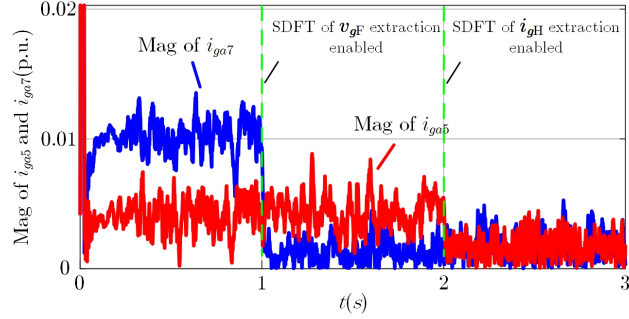 0.02
SDFT of v_gF extraction
enabled
SDFT of i_gH extraction
enabled
Mag of i_ga7
Mag of i_ga5
0.01
0
Mag of i_ga5 and i_ga7(p.u.)
0
1
2
3
t(s)